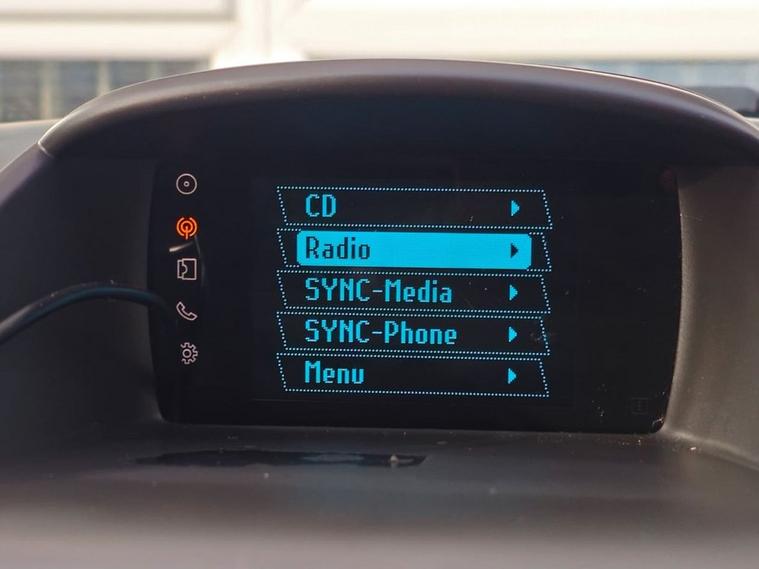 CD
Radio
SYNC-Media
SYNC-Phone
Menu